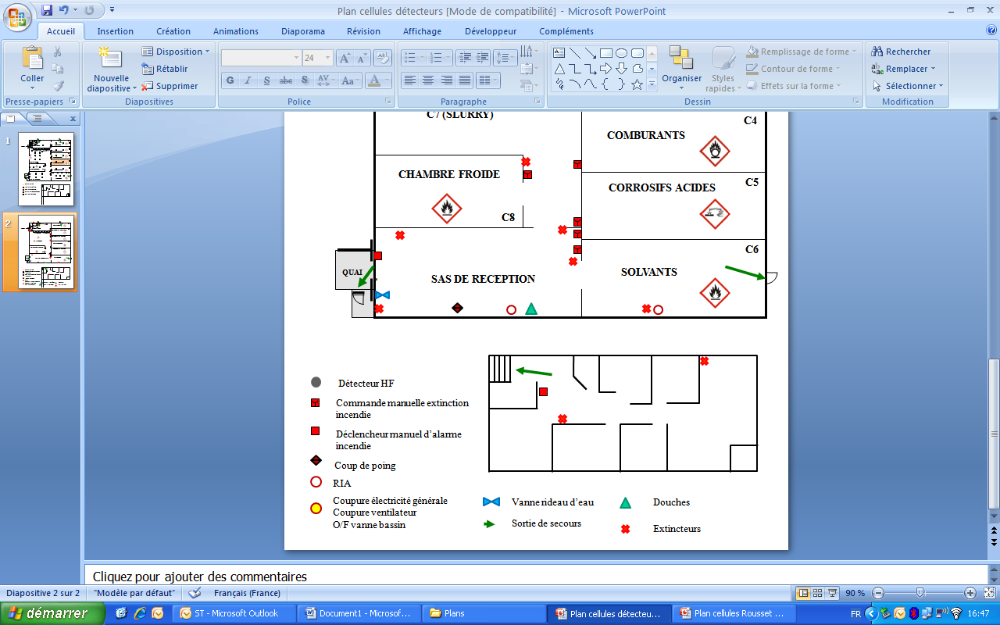 Plan cellules détecteurs [Mode de compatibilité] - Microsoft PowerPoint
Accueil Insertion Création Animations Diaporama Révision Affichage Développeur Compléments
Coller
Presse-papiers
Nouvelle diapositive
Disposition
Rétablir
Supprimer
Diapositives
24
G I S abc S AV Aa A
Police
Paragraphe
Organiser
Styles rapides
Remplissage de forme
Contour de forme
Effets sur la forme
Dessin
Rechercher
Remplacer
Sélectionner
Modification
1
2
C7 (SLURRY)
C4
COMBURANTS
CHAMBRE FROIDE
C8
CORROSIFS ACIDES
C5
C6
SOLVANTS
QUAI
SAS DE RECEPTION
Détecteur HF
Commande manuelle extinction
incendie
Déclencheur manuel d'alarme
incendie
Coup de poing
RIA
Coupure électricité générale
Coupure ventilateur
O/F vanne bassin
Vanne rideau d'eau
Sortie de secours
Douches
Extincteurs
Cliquez pour ajouter des commentaires
Diapositive 2 sur 2 "Modèle par défaut" Français (France) 90 %
démarrer ST - Microsoft Outlook Document1 - Microsof... Plans Plan cellules détecteu... Plan cellules Rousset ... FR 16:47